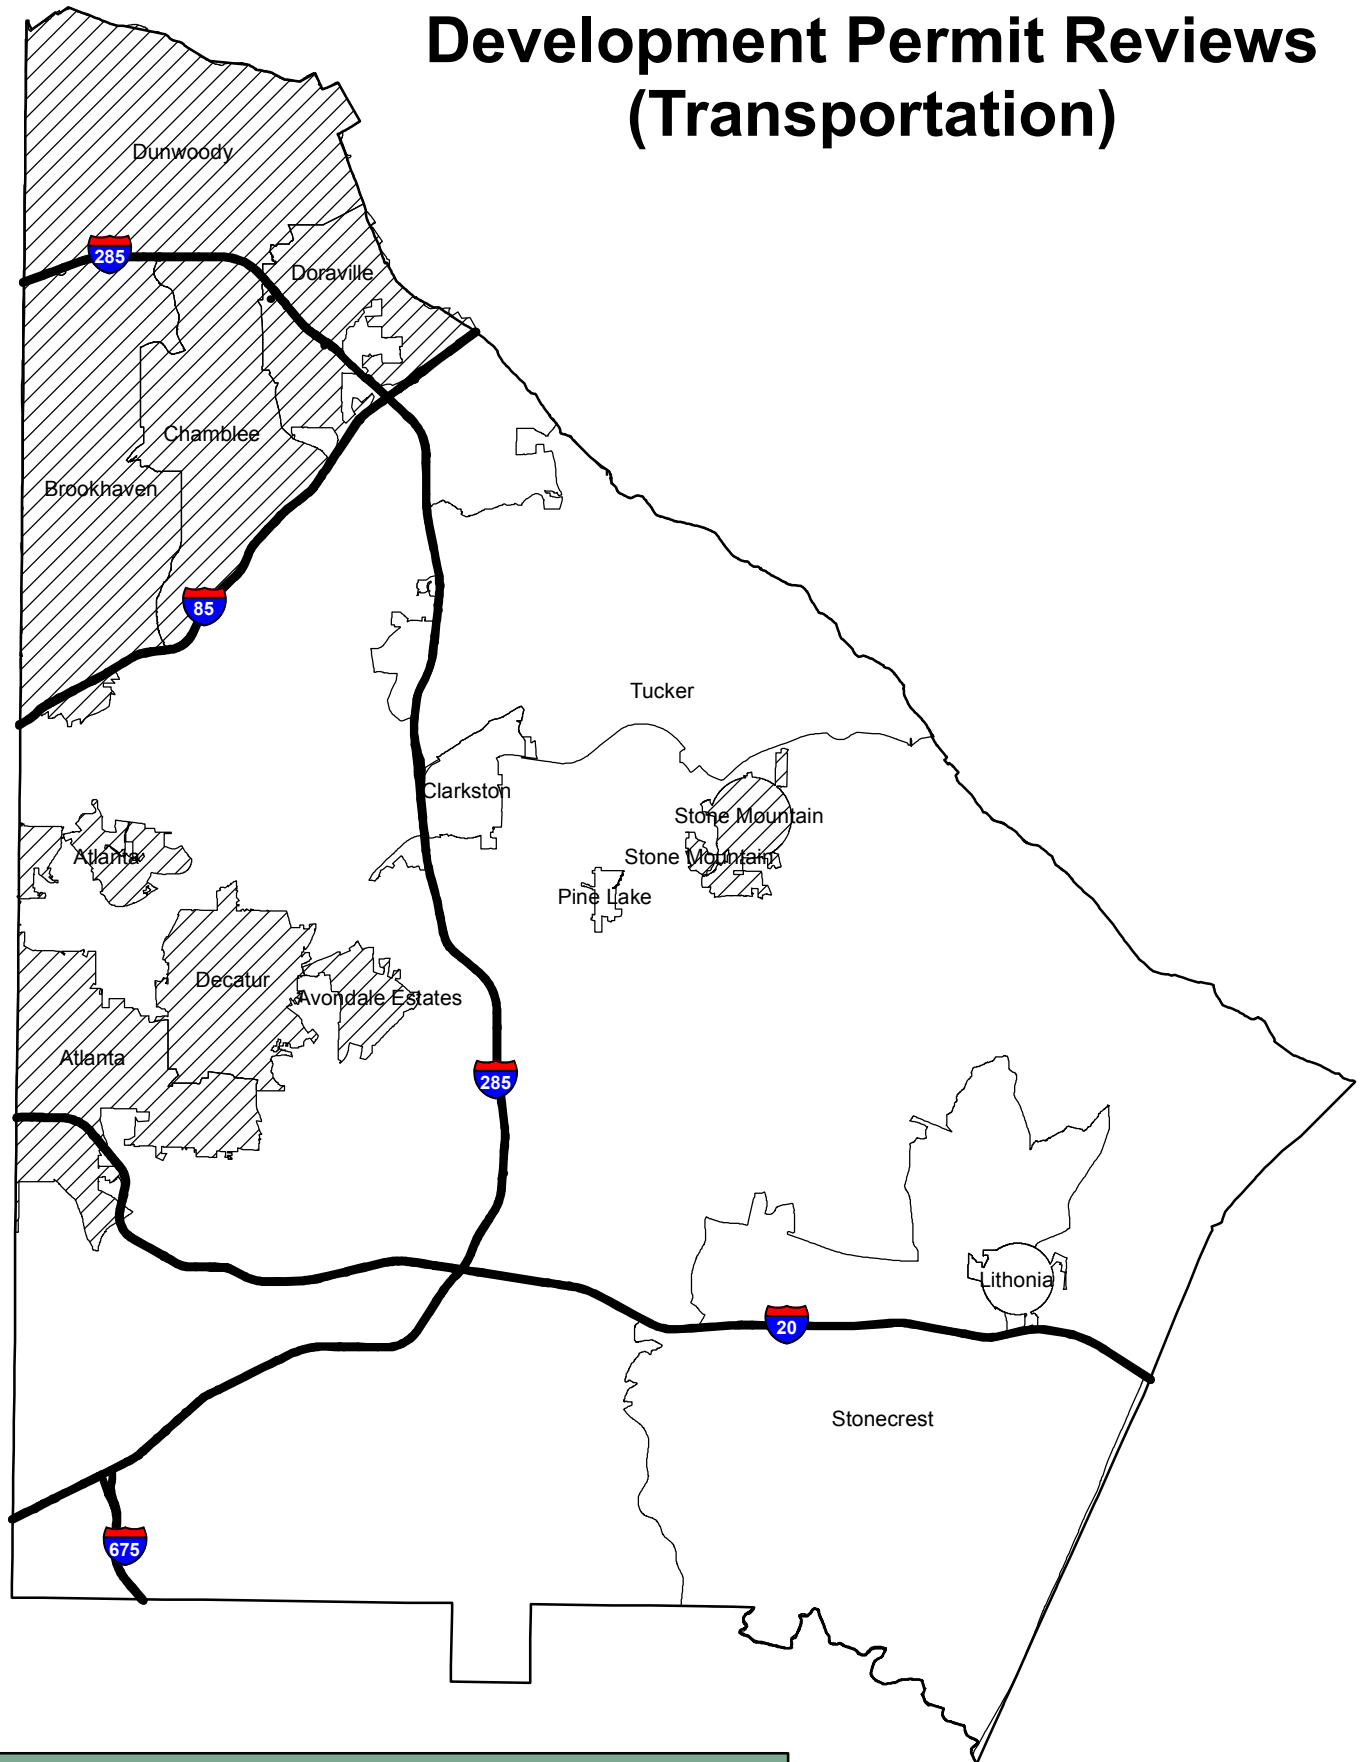 Development Permit Reviews
(Transportation)
Dunwoody
285
Doraville
Chamblee
Brookhaven
85
Tucker
Clarkston
Stone Mountain
Atlanta
Stone Mountain
Pine Lake
Decatur
Avondale Estates
Atlanta
285
Lithonia
20
Stonecrest
675